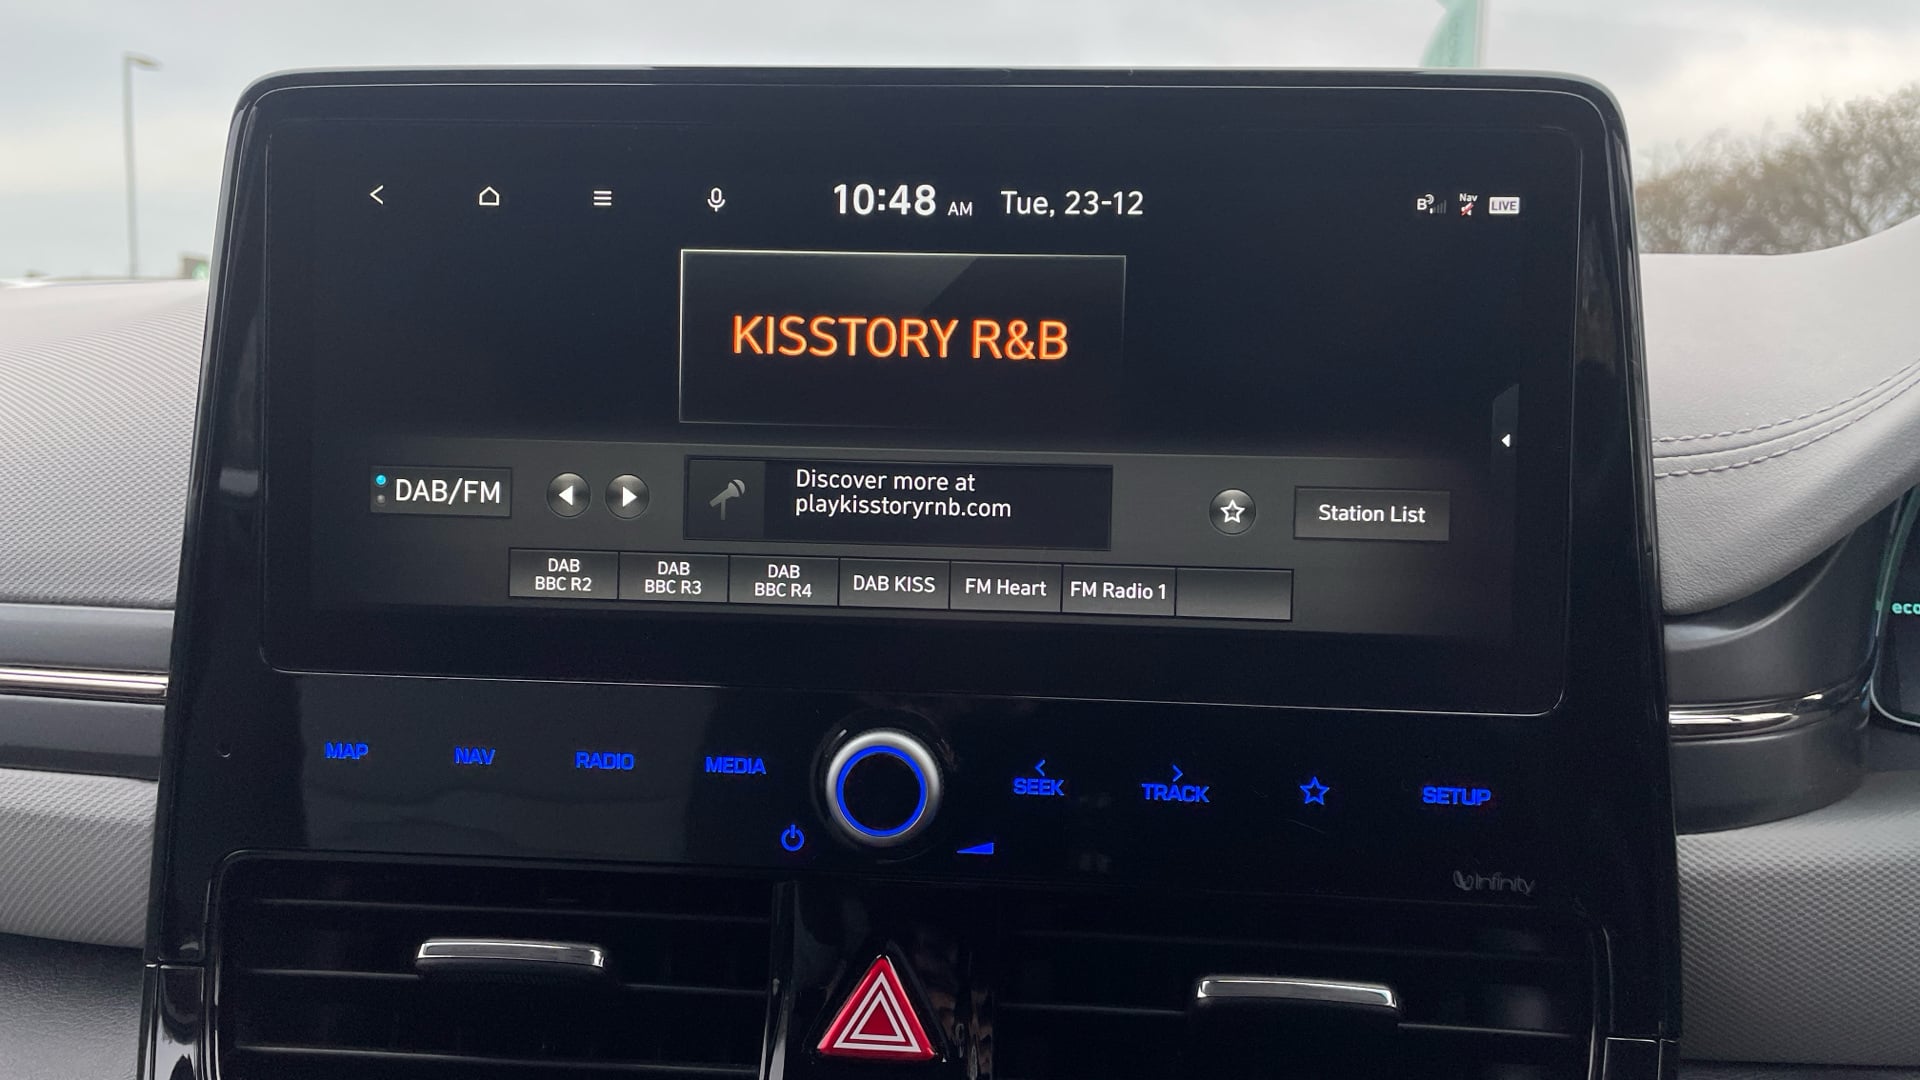 10:48 AM Tue, 23-12
Nav
LIVE
KISSTORY R&B
DAB/FM
Discover more at
playkisstoryrnb.com
Station List
DAB
BBC R2
DAB
BBC R3
DAB
BBC R4
DAB KISS
FM Heart
FM Radio 1
eco
MAP
NAV
RADIO
MEDIA
SEEK
TRACK
SETUP
Infinity